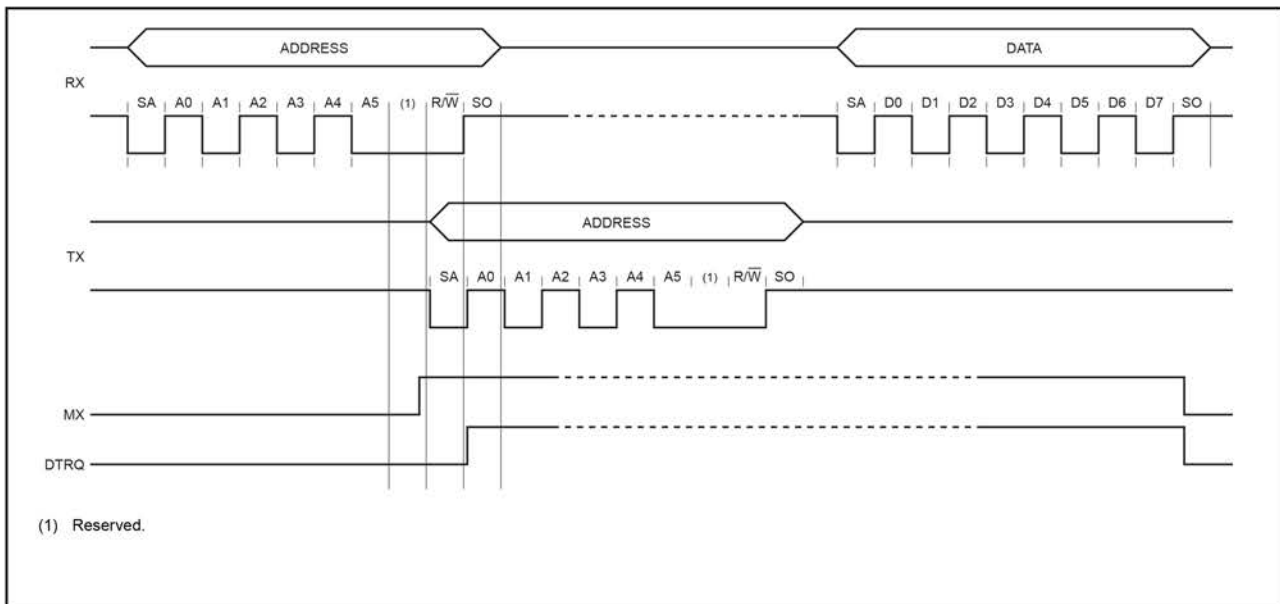 ADDRESS DATA
RX
SA A0 A1 A2 A3 A4 A5 (1) R/W̅ SO SA D0 D1 D2 D3 D4 D5 D6 D7 SO
ADDRESS
TX
SA A0 A1 A2 A3 A4 A5 (1) R/W̅ SO
MX
DTRQ
(1) Reserved.